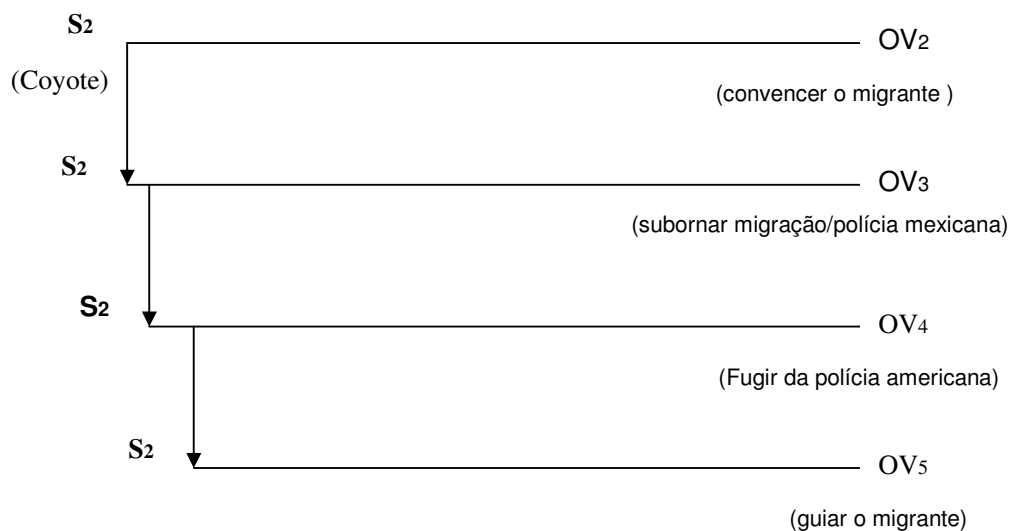 S2 OV2
(Coyote) (convencer o migrante )
S2 OV3
(subornar migração/polícia mexicana)
S2 OV4
(Fugir da polícia americana)
S2 OV5
(guiar o migrante)